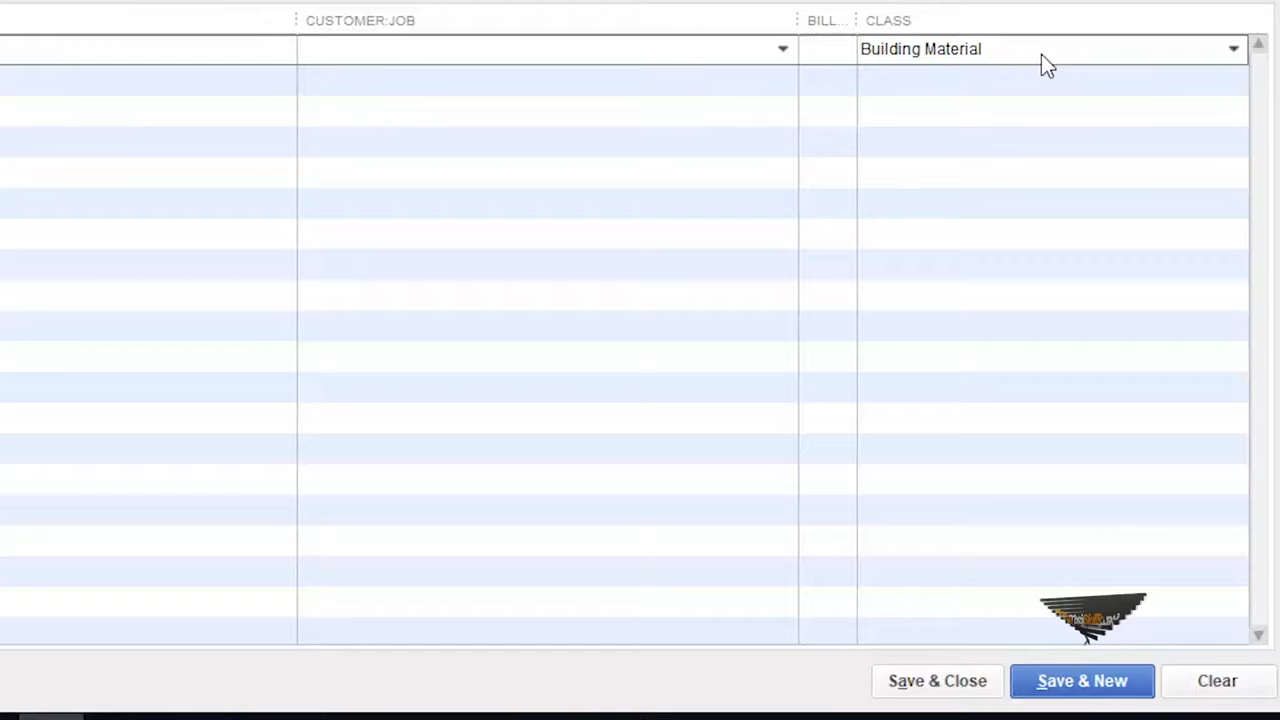 CUSTOMER:JOB BILL... CLASS
Building Material
Save & Close Save & New Clear